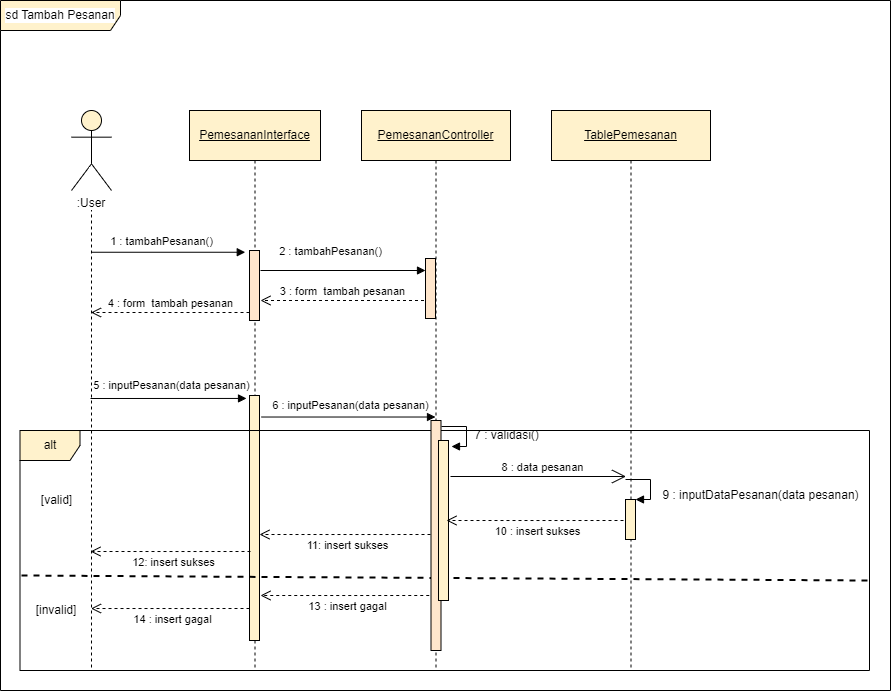 sd Tambah Pesanan
PemesananInterface
PemesananController
TablePemesanan
:User
1 : tambahPesanan()
2 : tambahPesanan()
3 : form  tambah pesanan
4 : form  tambah pesanan
5 : inputPesanan(data pesanan)
6 : inputPesanan(data pesanan)
alt
7 : validasi()
8 : data pesanan
[valid]
9 : inputDataPesanan(data pesanan)
10 : insert sukses
11: insert sukses
12: insert sukses
[invalid]
13 : insert gagal
14 : insert gagal